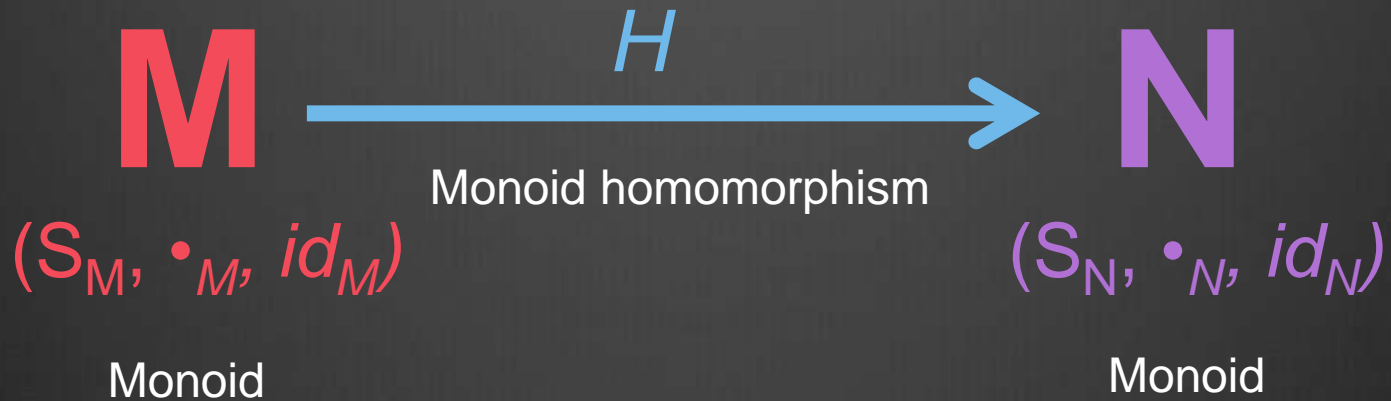 M H N
Monoid homomorphism
(S_M, •_M, id_M) (S_N, •_N, id_N)
Monoid Monoid